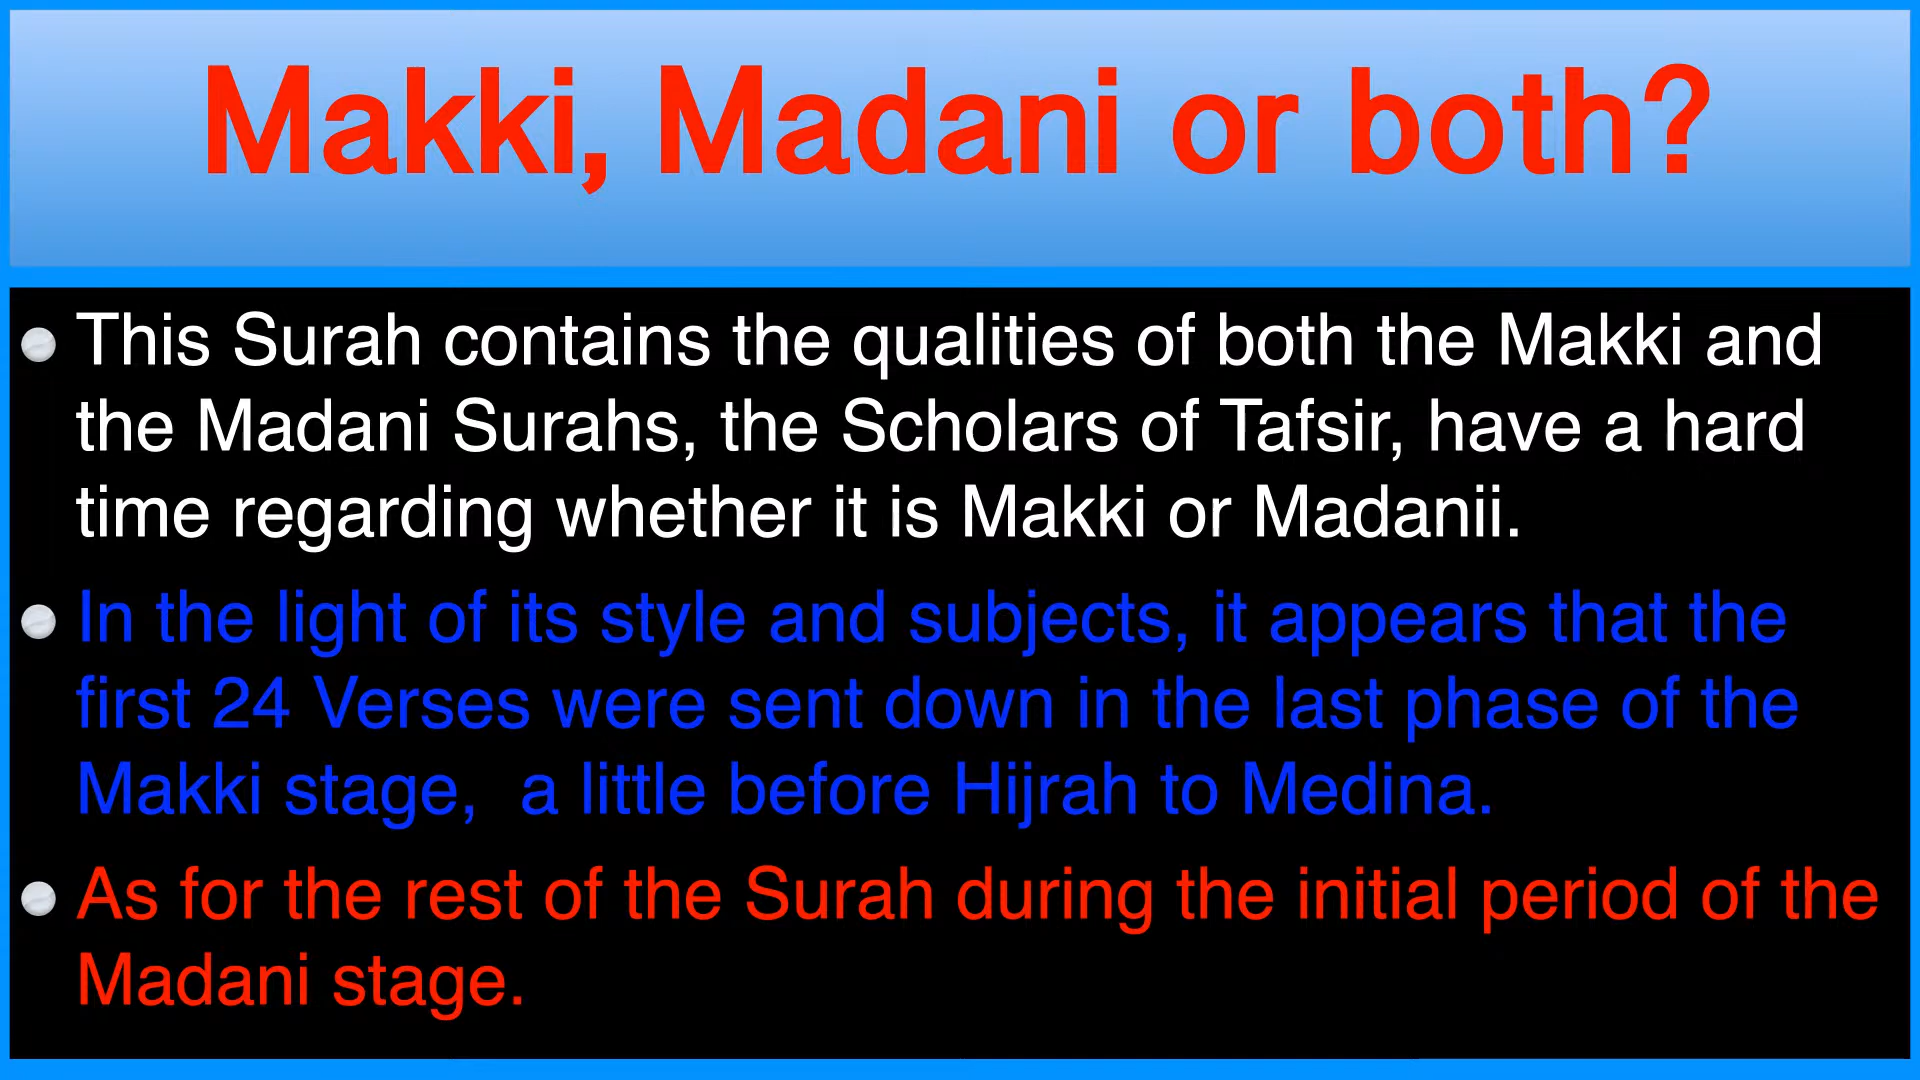 Makki, Madani or both?
This Surah contains the qualities of both the Makki and
the Madani Surahs, the Scholars of Tafsir, have a hard
time regarding whether it is Makki or Madanii.
In the light of its style and subjects, it appears that the
first 24 Verses were sent down in the last phase of the
Makki stage,  a little before Hijrah to Medina.
As for the rest of the Surah during the initial period of the
Madani stage.